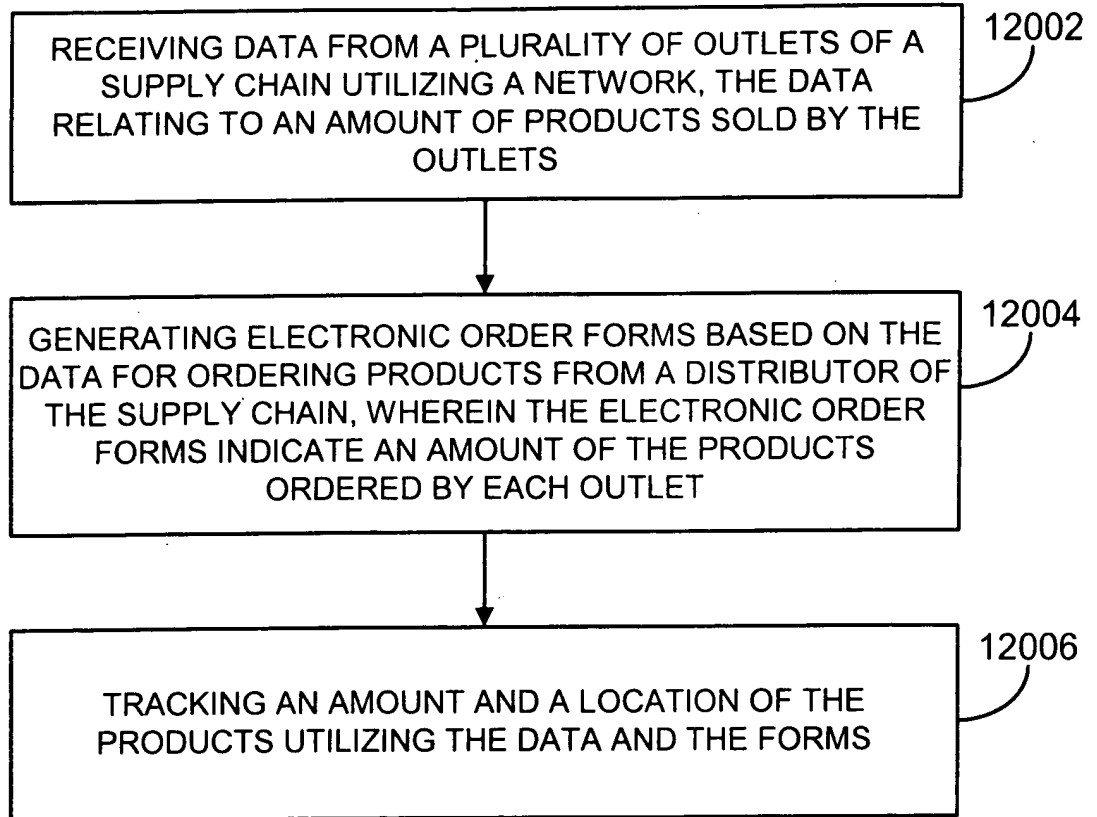 RECEIVING DATA FROM A PLURALITY OF OUTLETS OF A
SUPPLY CHAIN UTILIZING A NETWORK, THE DATA
RELATING TO AN AMOUNT OF PRODUCTS SOLD BY THE
OUTLETS
12002
GENERATING ELECTRONIC ORDER FORMS BASED ON THE
DATA FOR ORDERING PRODUCTS FROM A DISTRIBUTOR OF
THE SUPPLY CHAIN, WHEREIN THE ELECTRONIC ORDER
FORMS INDICATE AN AMOUNT OF THE PRODUCTS
ORDERED BY EACH OUTLET
12004
TRACKING AN AMOUNT AND A LOCATION OF THE
PRODUCTS UTILIZING THE DATA AND THE FORMS
12006